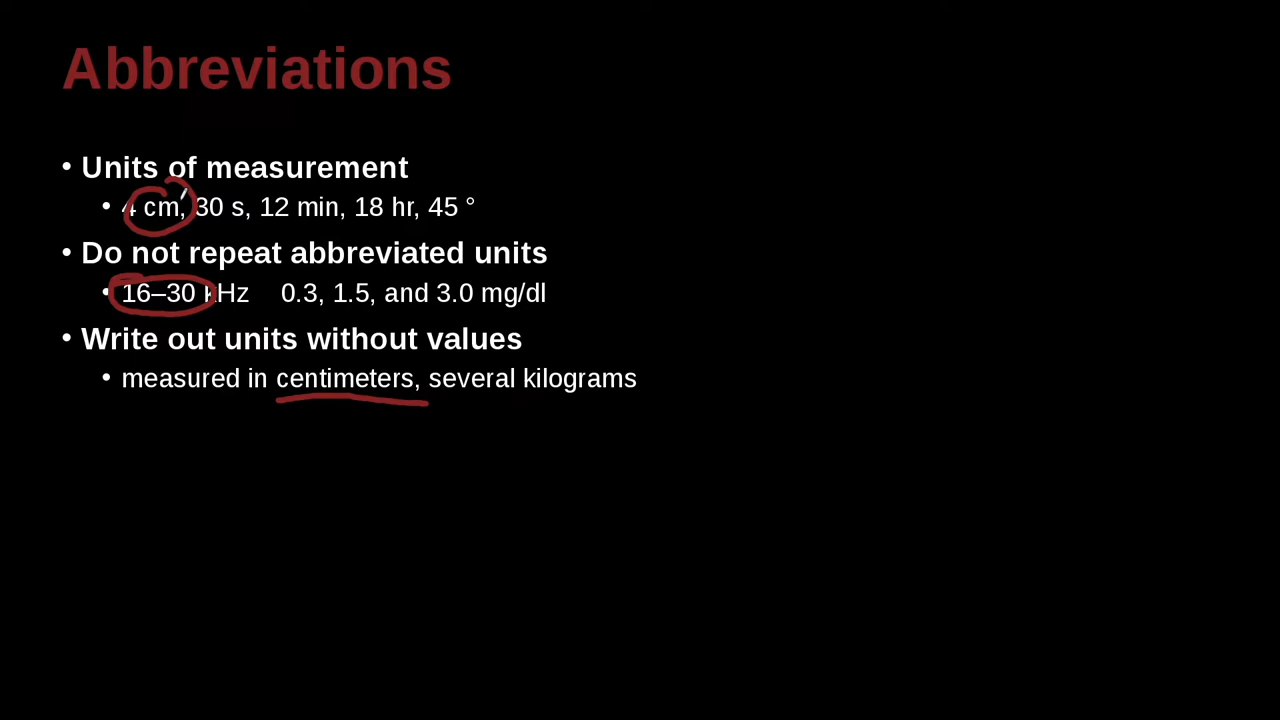 Abbreviations
• Units of measurement
• 4 cm, 30 s, 12 min, 18 hr, 45 °
• Do not repeat abbreviated units
• 16–30 kHz 0.3, 1.5, and 3.0 mg/dl
• Write out units without values
• measured in centimeters, several kilograms